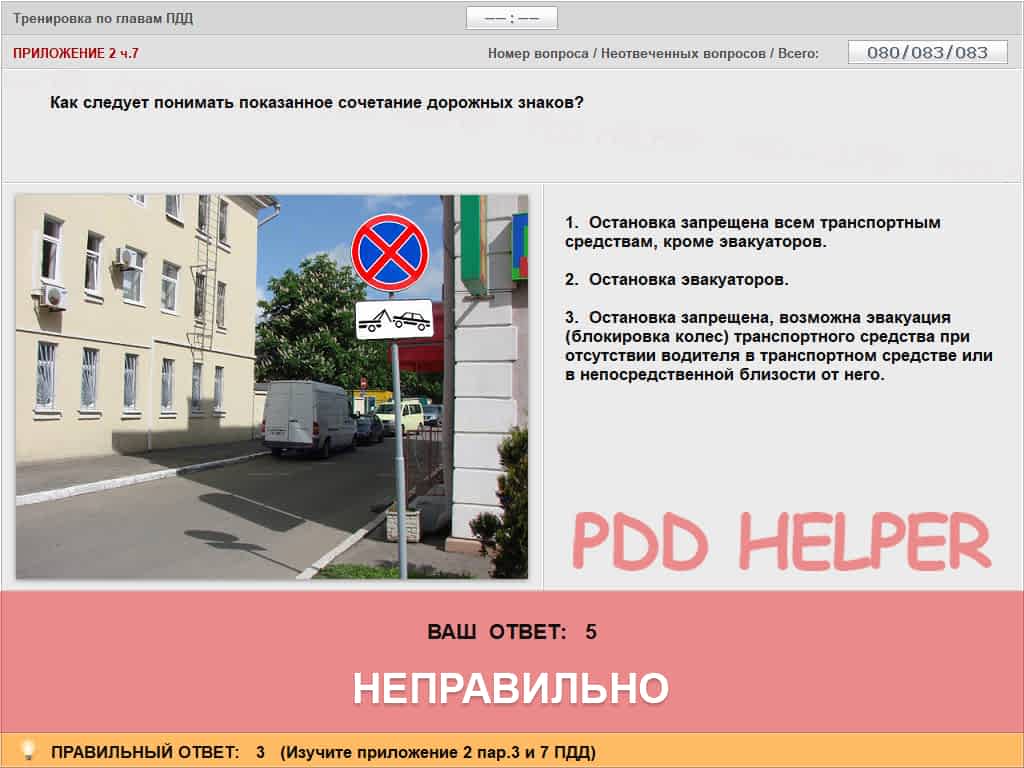 Тренировка по главам ПДД
–– : ––
ПРИЛОЖЕНИЕ 2 ч.7
Номер вопроса / Неотвеченных вопросов / Всего:
080/083/083
Как следует понимать показанное сочетание дорожных знаков?
1. Остановка запрещена всем транспортным
средствам, кроме эвакуаторов.
2. Остановка эвакуаторов.
3. Остановка запрещена, возможна эвакуация
(блокировка колес) транспортного средства при
отсутствии водителя в транспортном средстве или
в непосредственной близости от него.
PDD HELPER
ВАШ ОТВЕТ: 5
НЕПРАВИЛЬНО
ПРАВИЛЬНЫЙ ОТВЕТ: 3 (Изучите приложение 2 пар.3 и 7 ПДД)